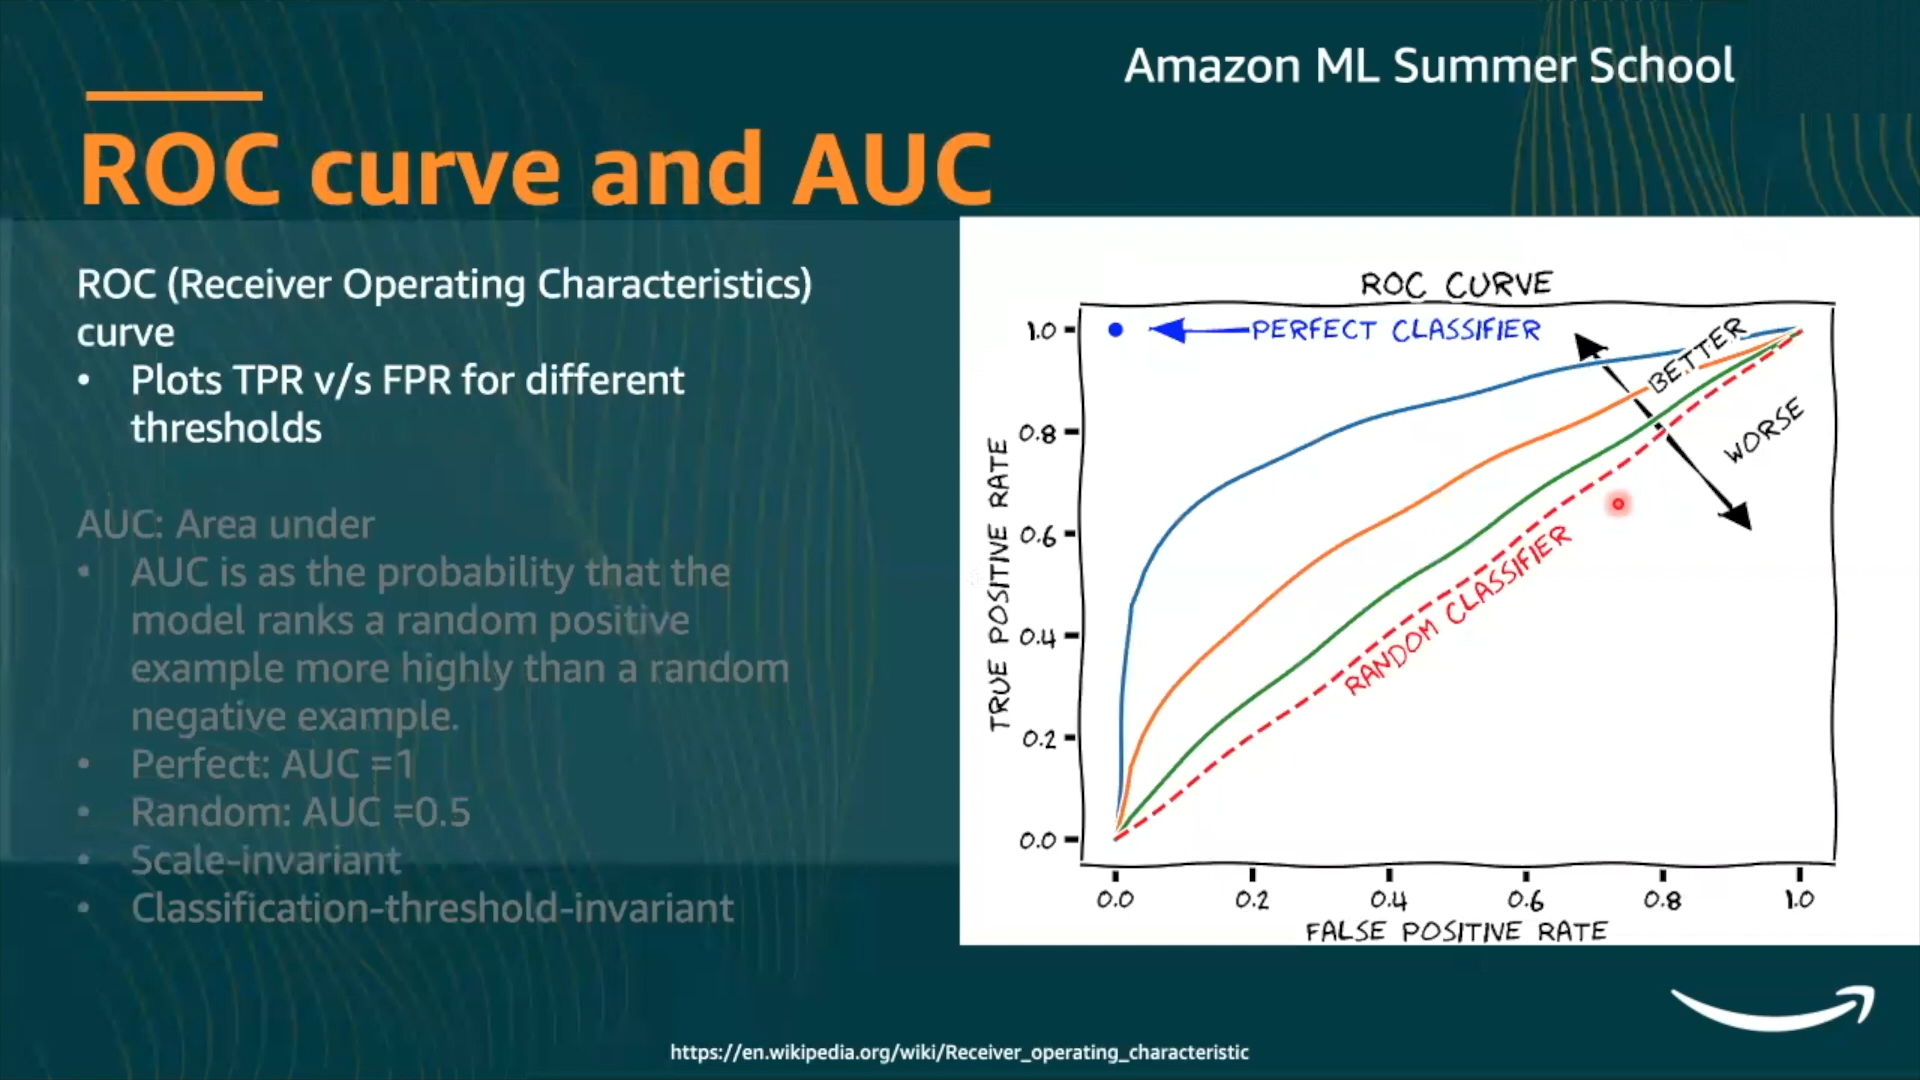 Amazon ML Summer School
ROC curve and AUC
ROC (Receiver Operating Characteristics)
curve
• Plots TPR v/s FPR for different
thresholds
AUC: Area under
• AUC is as the probability that the
model ranks a random positive
example more highly than a random
negative example.
• Perfect: AUC =1
• Random: AUC =0.5
• Scale-invariant
• Classification-threshold-invariant
ROC CURVE
PERFECT CLASSIFIER
BETTER
WORSE
RANDOM CLASSIFIER
TRUE POSITIVE RATE
1.0
0.8
0.6
0.4
0.2
0.0
0.0 0.2 0.4 0.6 0.8 1.0
FALSE POSITIVE RATE
https://en.wikipedia.org/wiki/Receiver_operating_characteristic